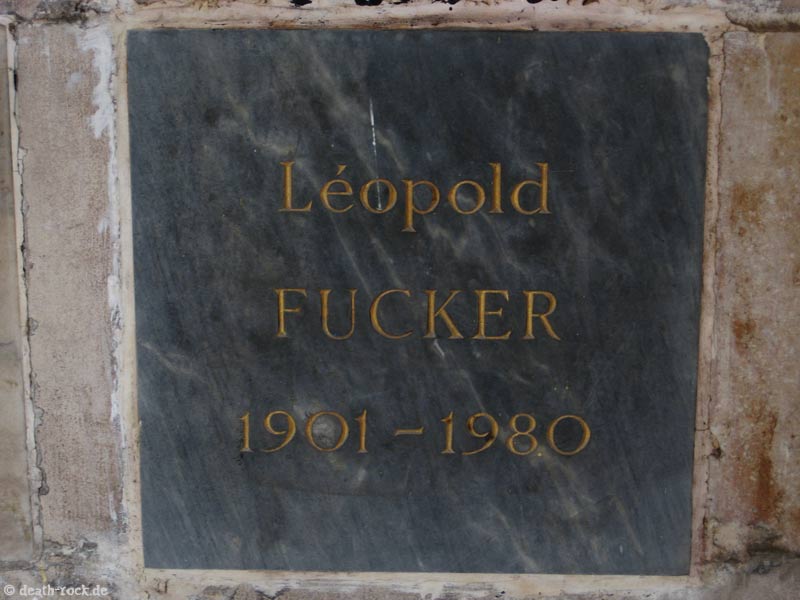 Léopold
FUCKER
1901 – 1980
© death-rock.de